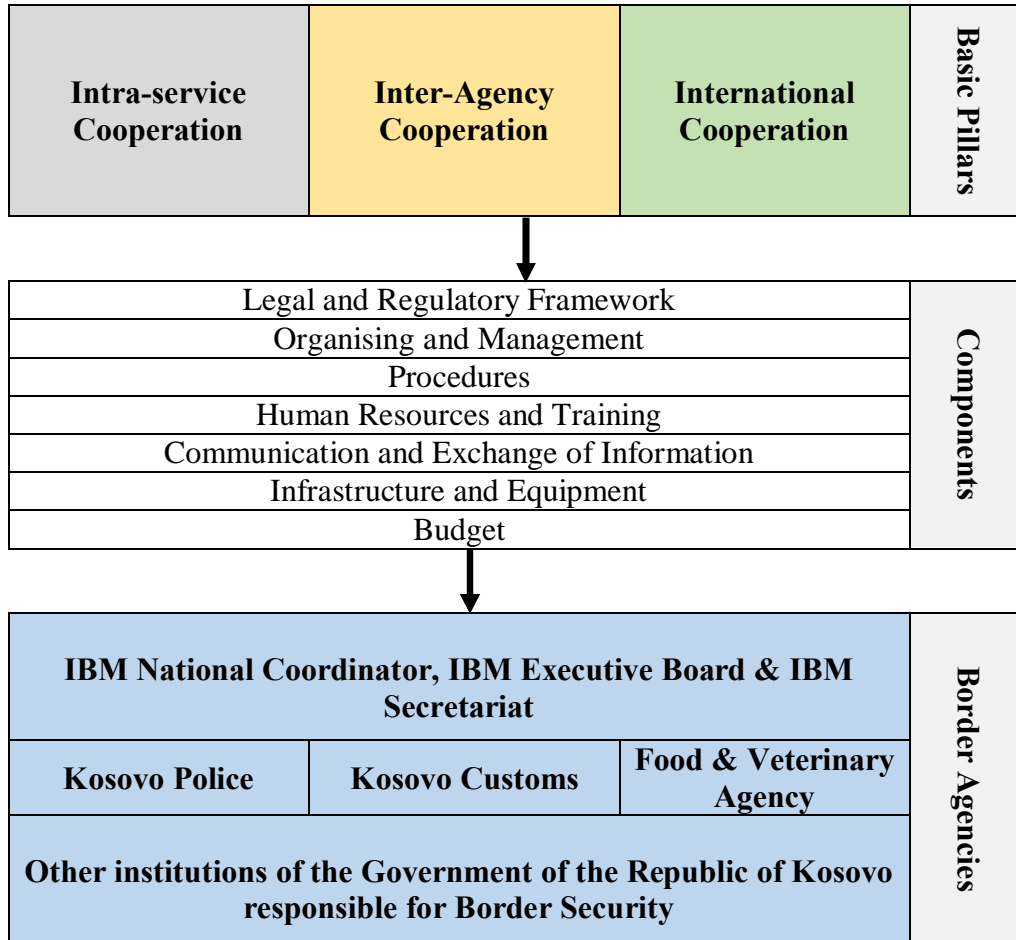 Intra-service
Cooperation
Inter-Agency
Cooperation
International
Cooperation
Basic Pillars
Legal and Regulatory Framework
Organising and Management
Procedures
Human Resources and Training
Communication and Exchange of Information
Infrastructure and Equipment
Budget
Components
IBM National Coordinator, IBM Executive Board & IBM
Secretariat
Kosovo Police
Kosovo Customs
Food & Veterinary
Agency
Other institutions of the Government of the Republic of Kosovo
responsible for Border Security
Border Agencies